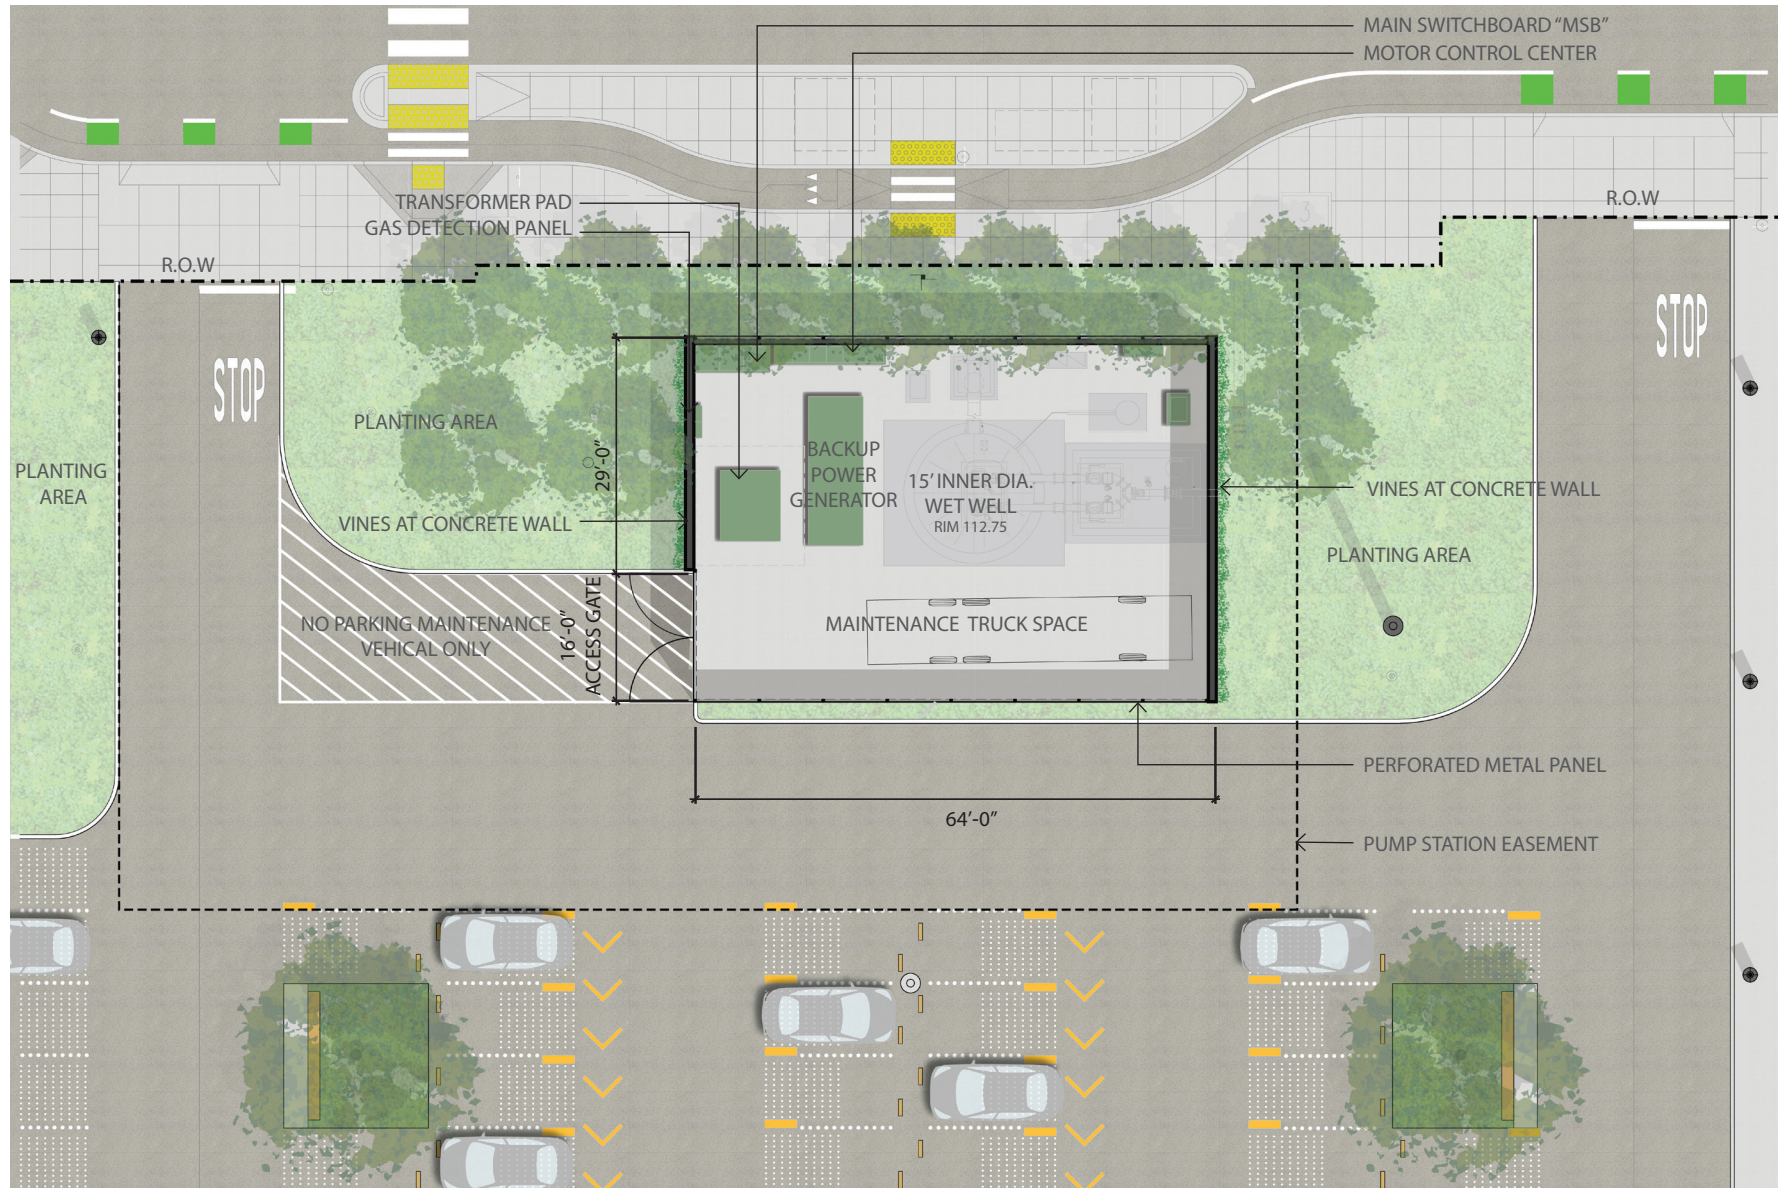 MAIN SWITCHBOARD “MSB”
MOTOR CONTROL CENTER
TRANSFORMER PAD
GAS DETECTION PANEL
R.O.W
R.O.W
3
STOP
STOP
PLANTING AREA
PLANTING
AREA
29’-0”
BACKUP
POWER
GENERATOR
15’ INNER DIA.
WET WELL
RIM 112.75
VINES AT CONCRETE WALL
VINES AT CONCRETE WALL
PLANTING AREA
NO PARKING MAINTENANCE
VEHICAL ONLY
16’-0”
ACCESS GATE
MAINTENANCE TRUCK SPACE
PERFORATED METAL PANEL
64’-0”
PUMP STATION EASEMENT